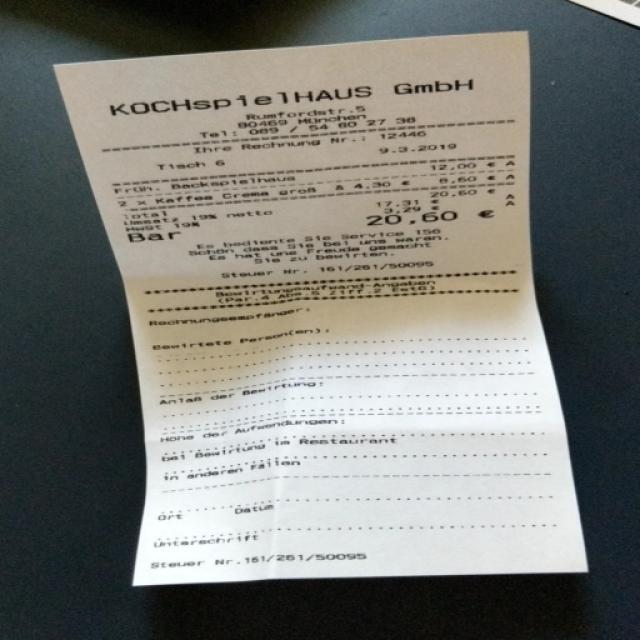 KOCHspielHAUS GmbH
Rumfordstr.5
80469 München
Tel: 089 / 54 80 27 38
Ihre Rechnung Nr.: 12446
Tisch 6 9.3.2019
Früh. Backspielhaus 12,00 € A
2 x Kaffee Creme groß à 4,30 € 8,60 € A
Total 20,60 € A
Umsatz 19% netto 17,31 € A
MwSt 19% 3,29 €
Bar 20,60 €
Es bediente Sie Service 156
Schön, dass Sie bei uns waren.
Es hat uns Freude gemacht
Sie zu bewirten.
Steuer Nr. 161/261/50095
Bewirtungsaufwand-Angaben
(Par.4 Abs.5 Ziff.2 EstG)
Rechnungsempfänger:
Bewirtete Person(en):
Anlaß der Bewirtung:
Höhe der Aufwendungen:
bei Bewirtung im Restaurant
in anderen Fällen
Ort Datum
Unterschrift
Steuer Nr.161/261/50095